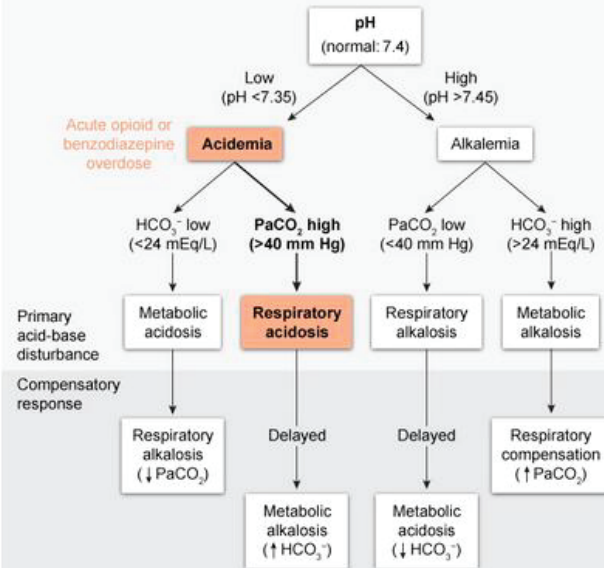 pH
(normal: 7.4)
Low
(pH <7.35)
High
(pH >7.45)
Acute opioid or
benzodiazepine
overdose
Acidemia
Alkalemia
HCO₃⁻ low
(<24 mEq/L)
PaCO₂ high
(>40 mm Hg)
PaCO₂ low
(<40 mm Hg)
HCO₃⁻ high
(>24 mEq/L)
Primary
acid-base
disturbance
Metabolic
acidosis
Respiratory
acidosis
Respiratory
alkalosis
Metabolic
alkalosis
Compensatory
response
Respiratory
alkalosis
(↓PaCO₂)
Delayed
Delayed
Respiratory
compensation
(↑PaCO₂)
Metabolic
alkalosis
(↑HCO₃⁻)
Metabolic
acidosis
(↓HCO₃⁻)